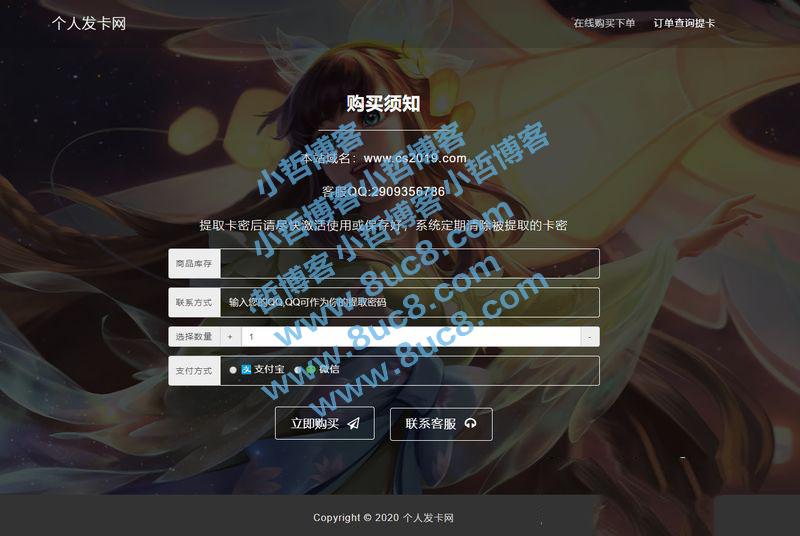 个人发卡网
在线购买下单 订单查询提卡
购买须知
本站域名：www.cs2019.com
客服QQ:2909356786
提取卡密后请尽快激活使用或保存好，系统定期清除被提取的卡密
商品库存
联系方式 输入您的QQ,QQ可作为你的提取密码
选择数量 + 1 -
支付方式 支付宝 微信
立即购买 联系客服
Copyright © 2020 个人发卡网
小哲博客 小哲博客
小哲博客 小哲博客
哲博客 小哲博客
www.8uc8.com
www.8uc8.com